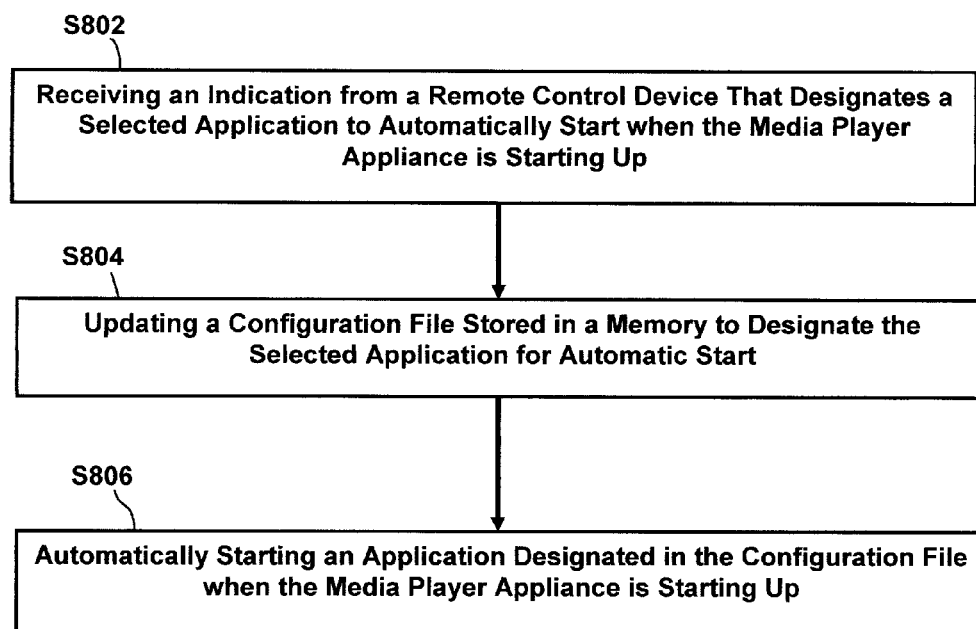 S802
Receiving an Indication from a Remote Control Device That Designates a
Selected Application to Automatically Start when the Media Player
Appliance is Starting Up
S804
Updating a Configuration File Stored in a Memory to Designate the
Selected Application for Automatic Start
S806
Automatically Starting an Application Designated in the Configuration File
when the Media Player Appliance is Starting Up